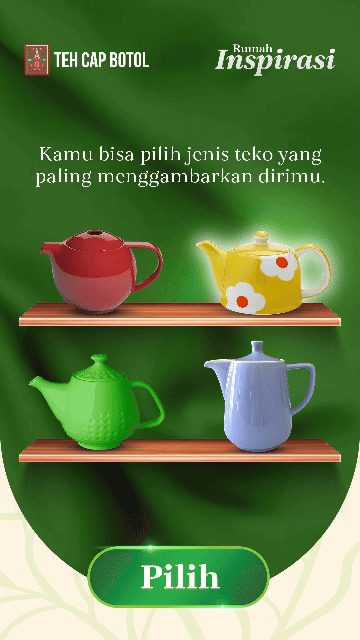 TEH CAP BOTOL
Rumah
Inspirasi
Kamu bisa pilih jenis teko yang
paling menggambarkan dirimu.
Pilih